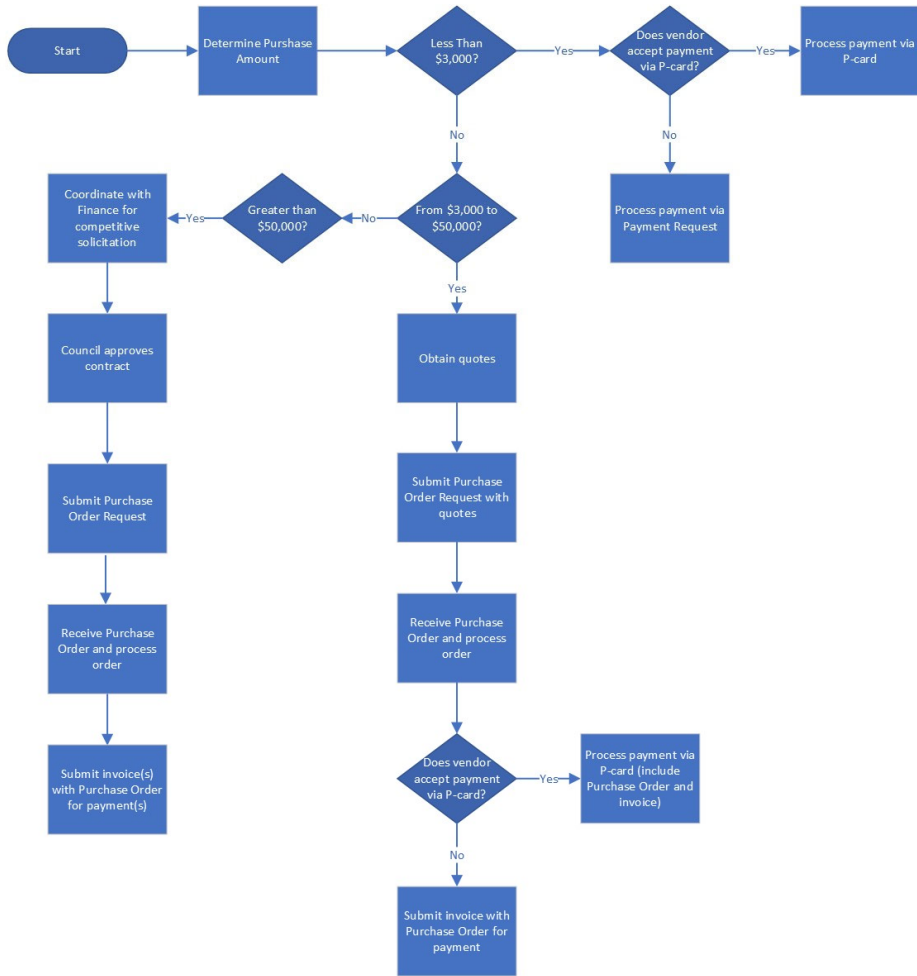 Start
Determine Purshase
Amount
Less Than
$3,000?
Yes
Does vendor
accept payment
via P-card?
Yes
Process payment via
P-card
No
No
Process payment via
Payment Request
Coordinate with
Finance for
competitive
solicitation
Yes
Greater than
$50,000?
No
From $3,000 to
$50,000?
Yes
Council approves
contract
Obtain quotes
Submit Purchase
Order Request
Submit Purchase
Order Request with
quotes
Receive Purchase
Order and process
order
Receive Purchase
Order and process
order
Submit invoice(s)
with Purchase Order
for payment(s)
Does vendor
accept payment
via P-card?
Yes
Process payment via
P-card (include
Purchase Order and
invoice)
No
Submit invoice with
Purchase Order for
payment